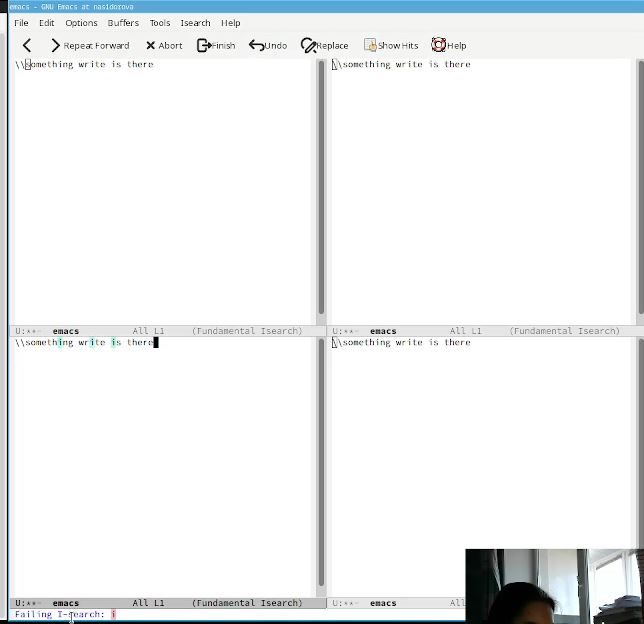 emacs - GNU Emacs at nasidorova
File Edit Options Buffers Tools Isearch Help
Repeat Forward Abort Finish Undo Replace Show Hits Help
\\something write is there
\\something write is there
U:**- emacs All L1 (Fundamental Isearch)
U:**- emacs All L1 (Fundamental Isearch)
\\something write is there
\\something write is there
U:**- emacs All L1 (Fundamental Isearch)
U:**- emacs All
Failing I-search: i